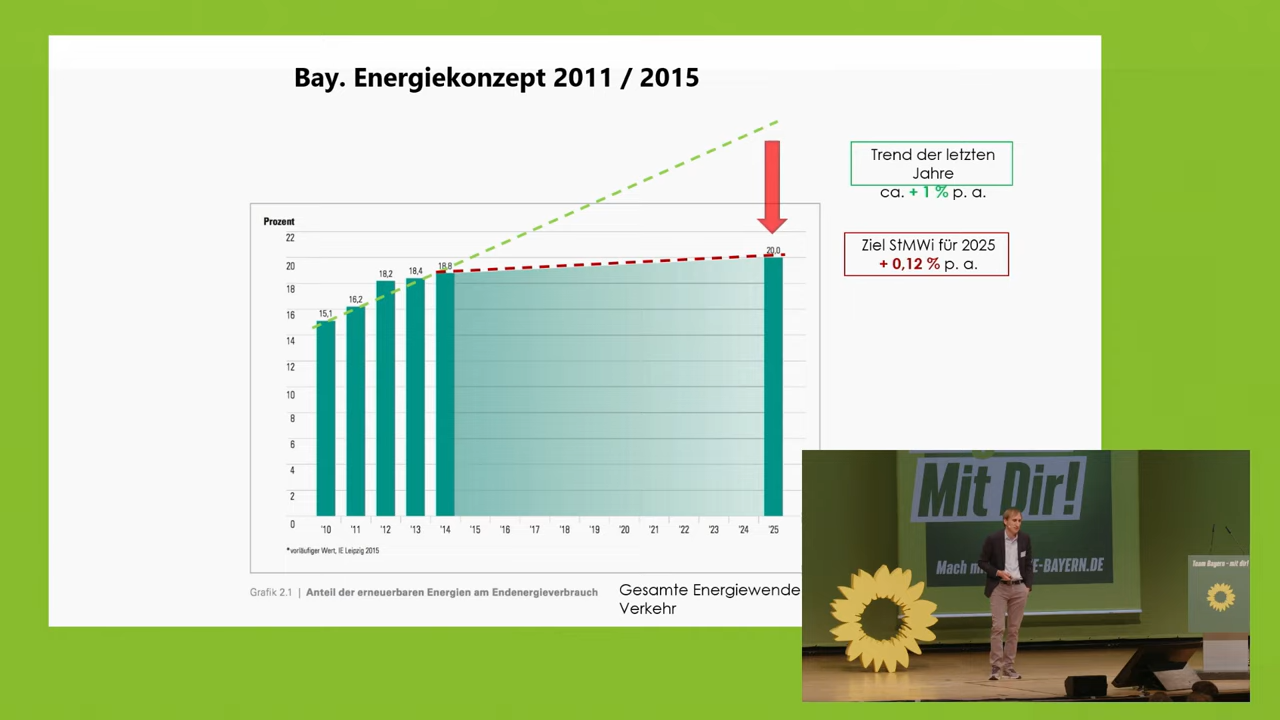 Bay. Energiekonzept 2011 / 2015
Trend der letzten
Jahre
ca. + 1 % p. a.
Ziel StMWi für 2025
+ 0,12 % p. a.
Prozent
22
20
18
16
14
12
10
8
6
4
2
0
15,1
16,2
18,2
18,4
18,8
20,0
'10 '11 '12 '13 '14 '15 '16 '17 '18 '19 '20 '21 '22 '23 '24 '25
*vorläufiger Wert, IE Leipzig 2015
Grafik 2.1 | Anteil der erneuerbaren Energien am Endenergieverbrauch
Gesamte Energiewende
Verkehr
Mit Dir!
Mach m E-BAYERN.DE
Team Bayern - mit dir!